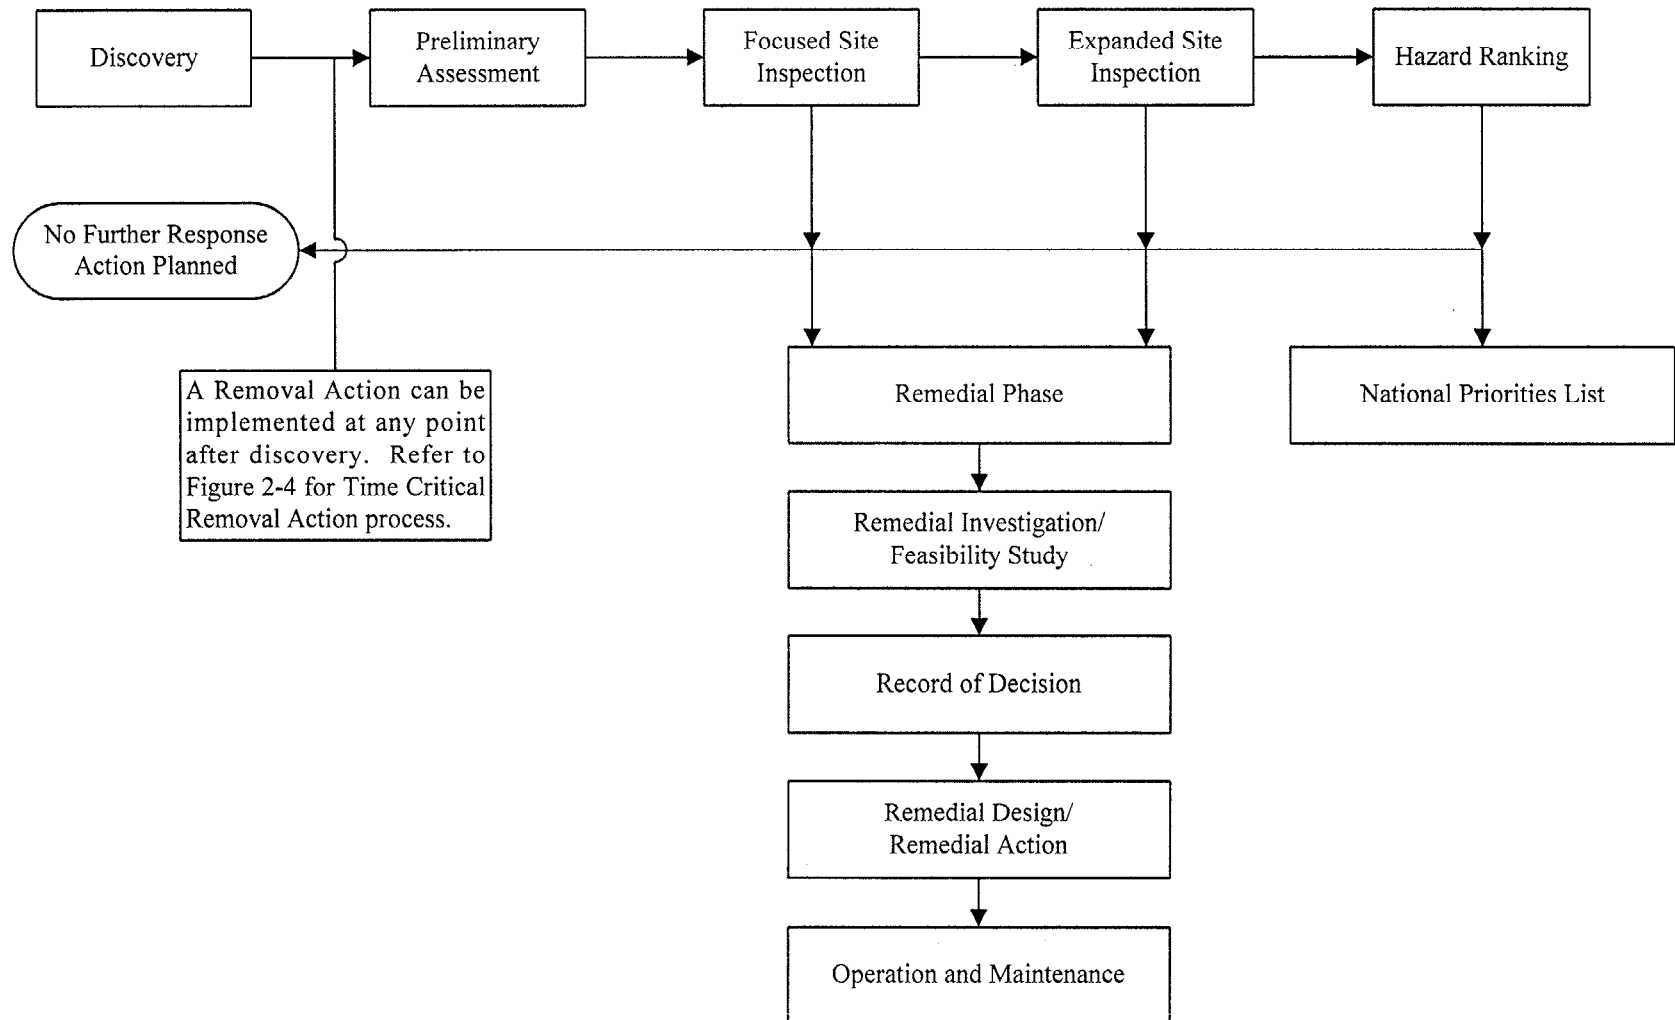 Discovery
Preliminary
Assessment
Focused Site
Inspection
Expanded Site
Inspection
Hazard Ranking
No Further Response
Action Planned
A Removal Action can be
implemented at any point
after discovery. Refer to
Figure 2-4 for Time Critical
Removal Action process.
Remedial Phase
National Priorities List
Remedial Investigation/
Feasibility Study
Record of Decision
Remedial Design/
Remedial Action
Operation and Maintenance